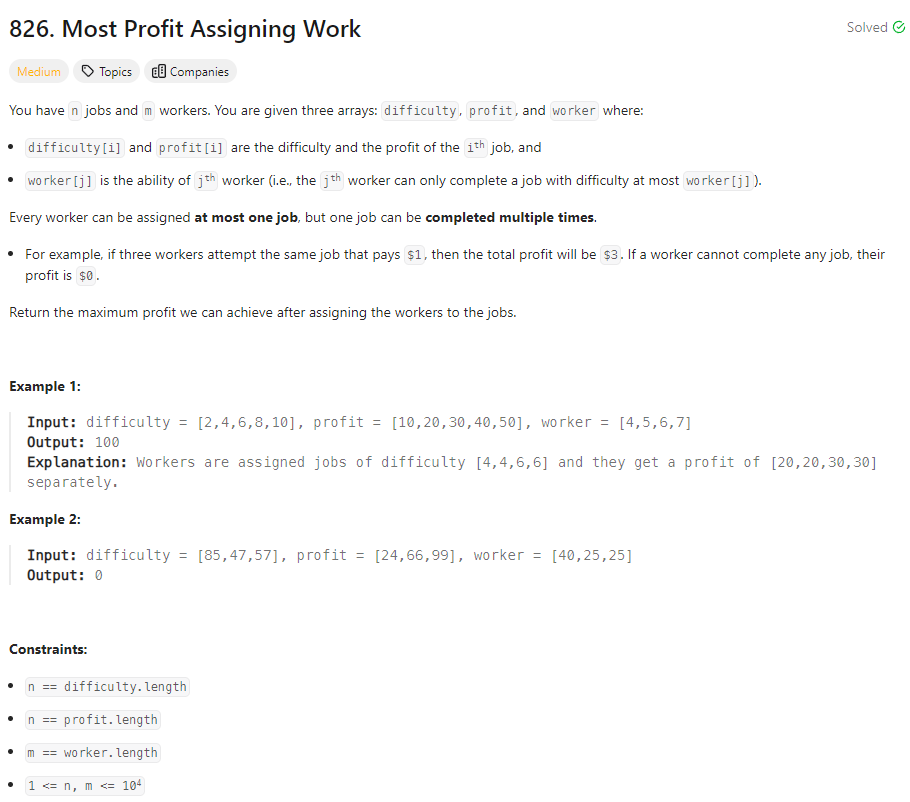 826. Most Profit Assigning Work
Solved
Medium
Topics
Companies
You have n jobs and m workers. You are given three arrays: difficulty, profit, and worker where:
• difficulty[i] and profit[i] are the difficulty and the profit of the ith job, and
• worker[j] is the ability of jth worker (i.e., the jth worker can only complete a job with difficulty at most worker[j]).
Every worker can be assigned at most one job, but one job can be completed multiple times.
• For example, if three workers attempt the same job that pays $1, then the total profit will be $3. If a worker cannot complete any job, their
profit is $0.
Return the maximum profit we can achieve after assigning the workers to the jobs.
Example 1:
Input: difficulty = [2,4,6,8,10], profit = [10,20,30,40,50], worker = [4,5,6,7]
Output: 100
Explanation: Workers are assigned jobs of difficulty [4,4,6,6] and they get a profit of [20,20,30,30]
separately.
Example 2:
Input: difficulty = [85,47,57], profit = [24,66,99], worker = [40,25,25]
Output: 0
Constraints:
• n == difficulty.length
• n == profit.length
• m == worker.length
• 1 <= n, m <= 10⁴